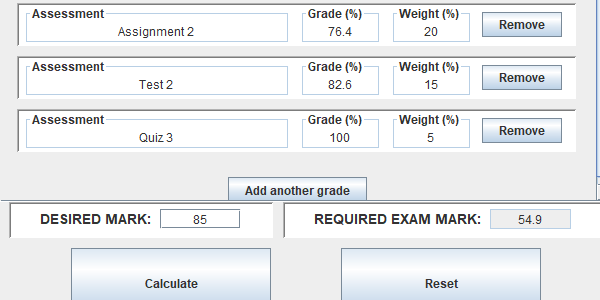 Assessment Grade (%) Weight (%)
Assignment 2 76.4 20 Remove
Assessment Grade (%) Weight (%)
Test 2 82.6 15 Remove
Assessment Grade (%) Weight (%)
Quiz 3 100 5 Remove
Add another grade
DESIRED MARK: 85 REQUIRED EXAM MARK: 54.9
Calculate Reset